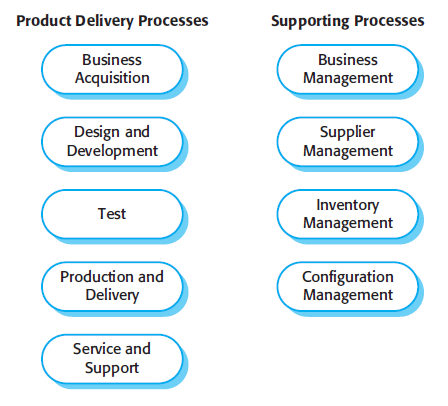 Product Delivery Processes
Business
Acquisition
Design and
Development
Test
Production and
Delivery
Service and
Support
Supporting Processes
Business
Management
Supplier
Management
Inventory
Management
Configuration
Management